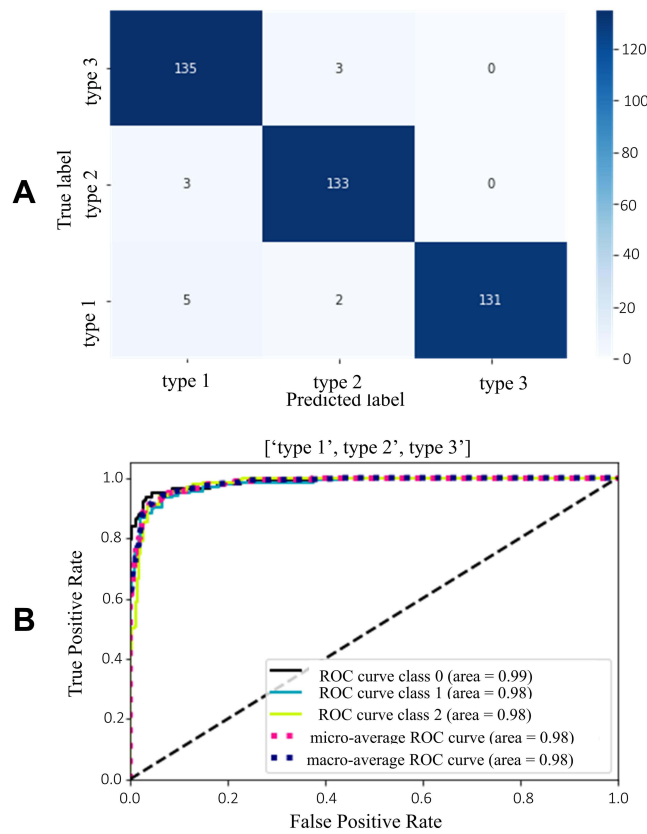 A
True label
type 3
type 2
type 1
135 3 0
3 133 0
5 2 131
type 1 type 2 type 3
Predicted label
120
100
80
60
40
20
0
B
[‘type 1’, type 2’, type 3’]
True Positive Rate
1.0
0.8
0.6
0.4
0.2
0.0
ROC curve class 0 (area = 0.99)
ROC curve class 1 (area = 0.98)
ROC curve class 2 (area = 0.98)
micro-average ROC curve (area = 0.98)
macro-average ROC curve (area = 0.98)
0.0 0.2 0.4 0.6 0.8 1.0
False Positive Rate